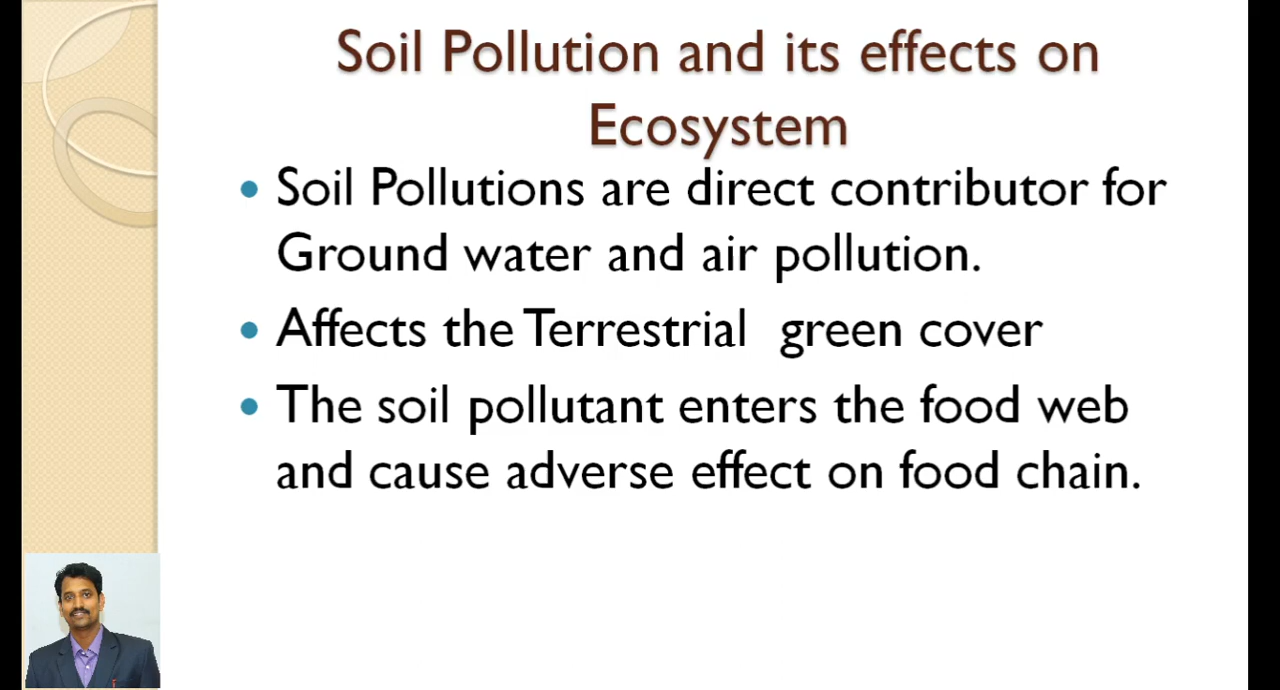 Soil Pollution and its effects on
Ecosystem
• Soil Pollutions are direct contributor for
Ground water and air pollution.
• Affects the Terrestrial green cover
• The soil pollutant enters the food web
and cause adverse effect on food chain.